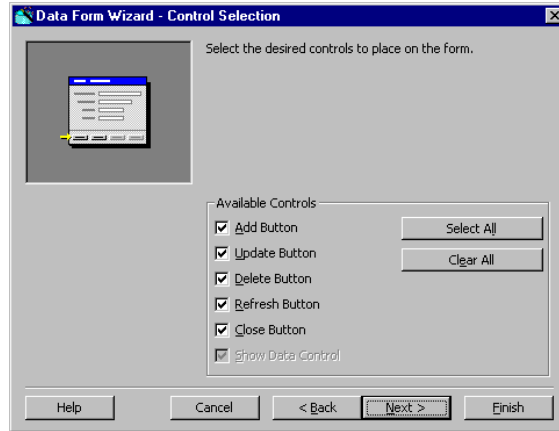 Data Form Wizard - Control Selection
Select the desired controls to place on the form.
Available Controls
Add Button
Select All
Update Button
Clear All
Delete Button
Refresh Button
Close Button
Show Data Control
Help
Cancel
< Back
Next >
Finish